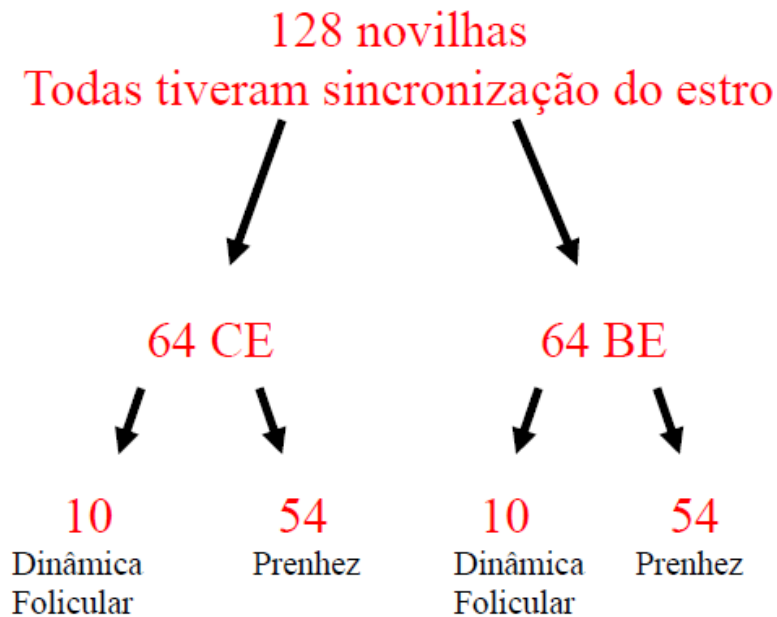 128 novilhas
Todas tiveram sincronização do estro
64 CE
64 BE
10
54
10
54
Dinâmica
Folicular
Prenhez
Dinâmica
Folicular
Prenhez